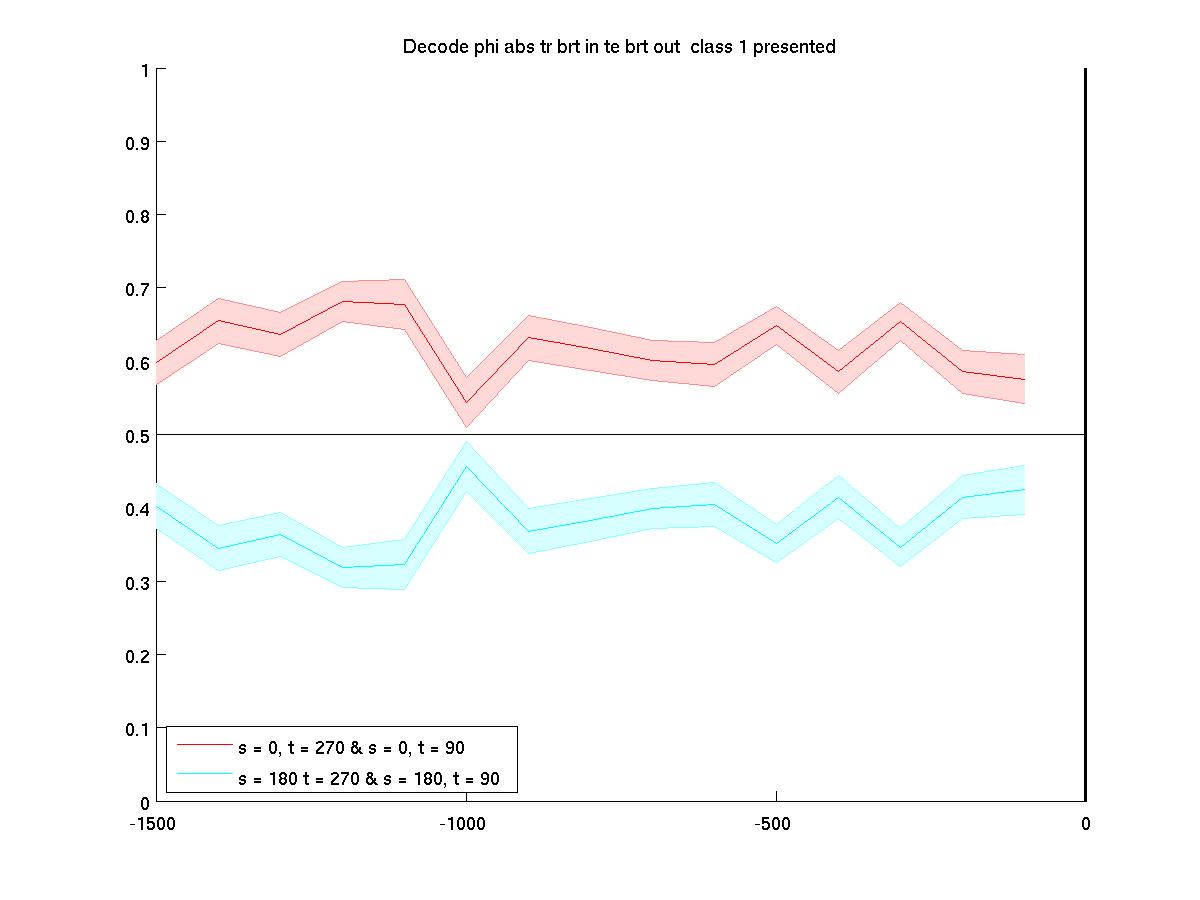 Decode phi abs tr brt in te brt out  class 1 presented
1
0.9
0.8
0.7
0.6
0.5
0.4
0.3
0.2
0.1
0
s = 0, t = 270 & s = 0, t = 90
s = 180 t = 270 & s = 180, t = 90
-1500 -1000 -500 0